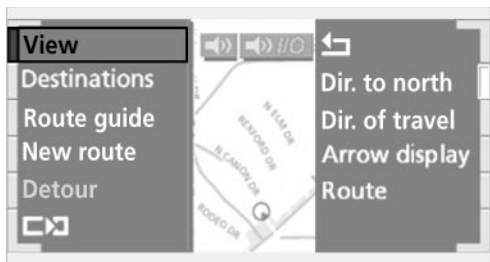 View
Destinations
Route guide
New route
Detour
Dir. to north
Dir. of travel
Arrow display
Route
N ELM DR
REXFORD DR
N.CANON DR
RODEO DR